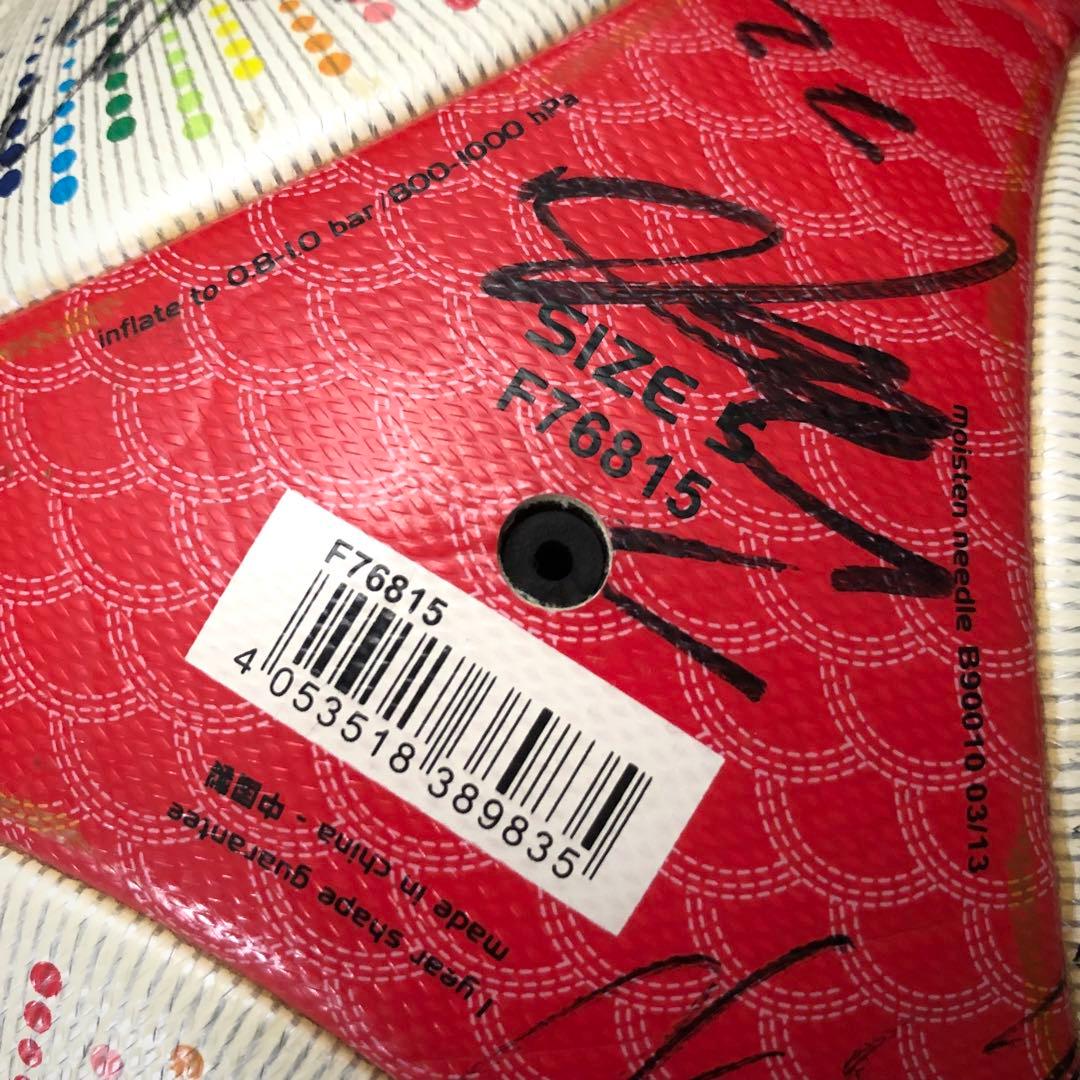 inflate to 0.8-1.0 bar/800-1000 hPa
SIZE 5
F76815
moisten needle B90010 03/13
F76815
4 053518 389835
1 year shape guarantee
made in china - 中國製